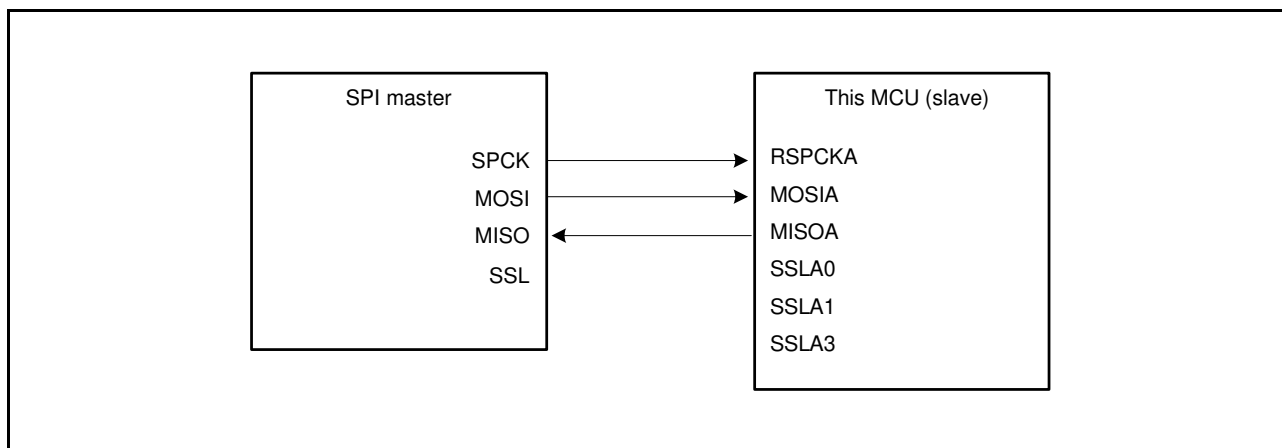 SPI master
SPCK
MOSI
MISO
SSL
This MCU (slave)
RSPCKA
MOSIA
MISOA
SSLA0
SSLA1
SSLA3